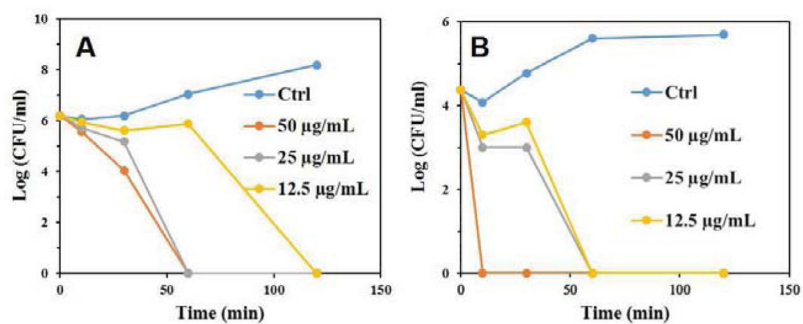 A
10
8
6
4
2
0
Log (CFU/ml)
0
50
100
150
Time (min)
Ctrl
50 µg/mL
25 µg/mL
12.5 µg/mL
B
6
4
2
0
Log (CFU/ml)
0
50
100
150
Time (min)
Ctrl
50 µg/mL
25 µg/mL
12.5 µg/mL